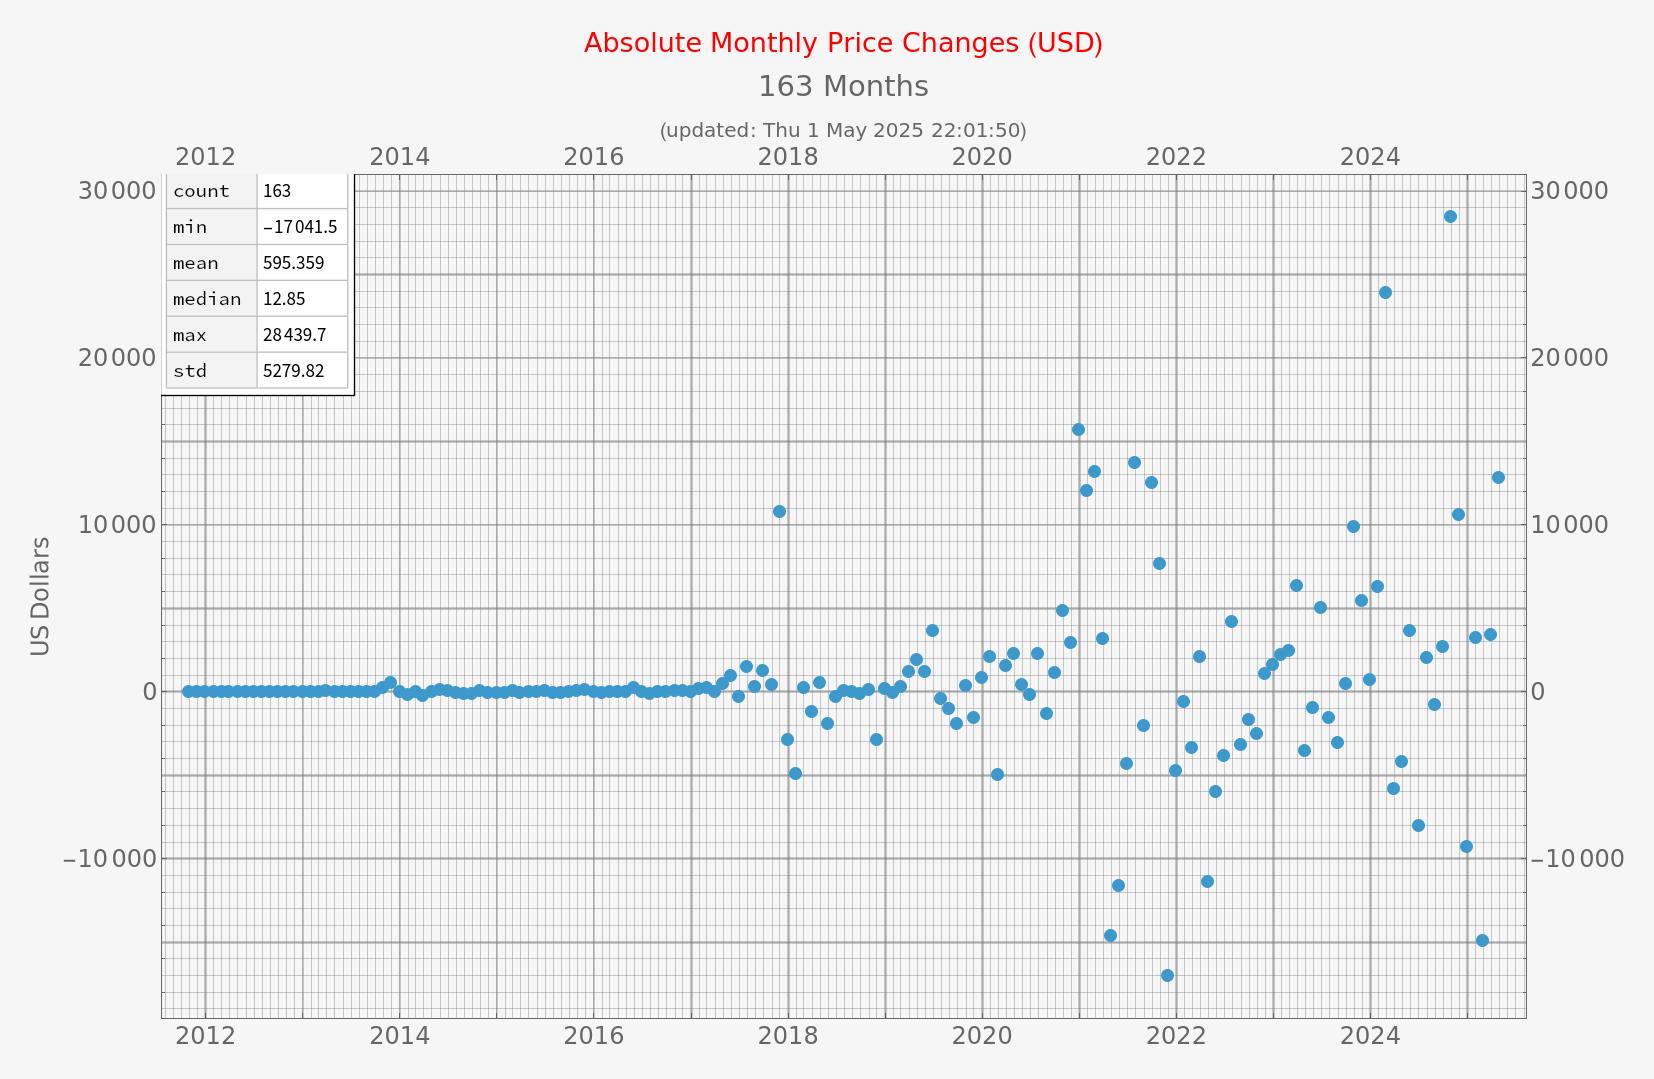 Absolute Monthly Price Changes (USD)
163 Months
(updated: Thu 1 May 2025 22:01:50)
2012 2014 2016 2018 2020 2022 2024
30000 30000
count 163
min −17041.5
mean 595.359
median 12.85
max 28439.7
20000 20000
std 5279.82
10000 10000
US Dollars
0 0
−10000 −10000
2012 2014 2016 2018 2020 2022 2024